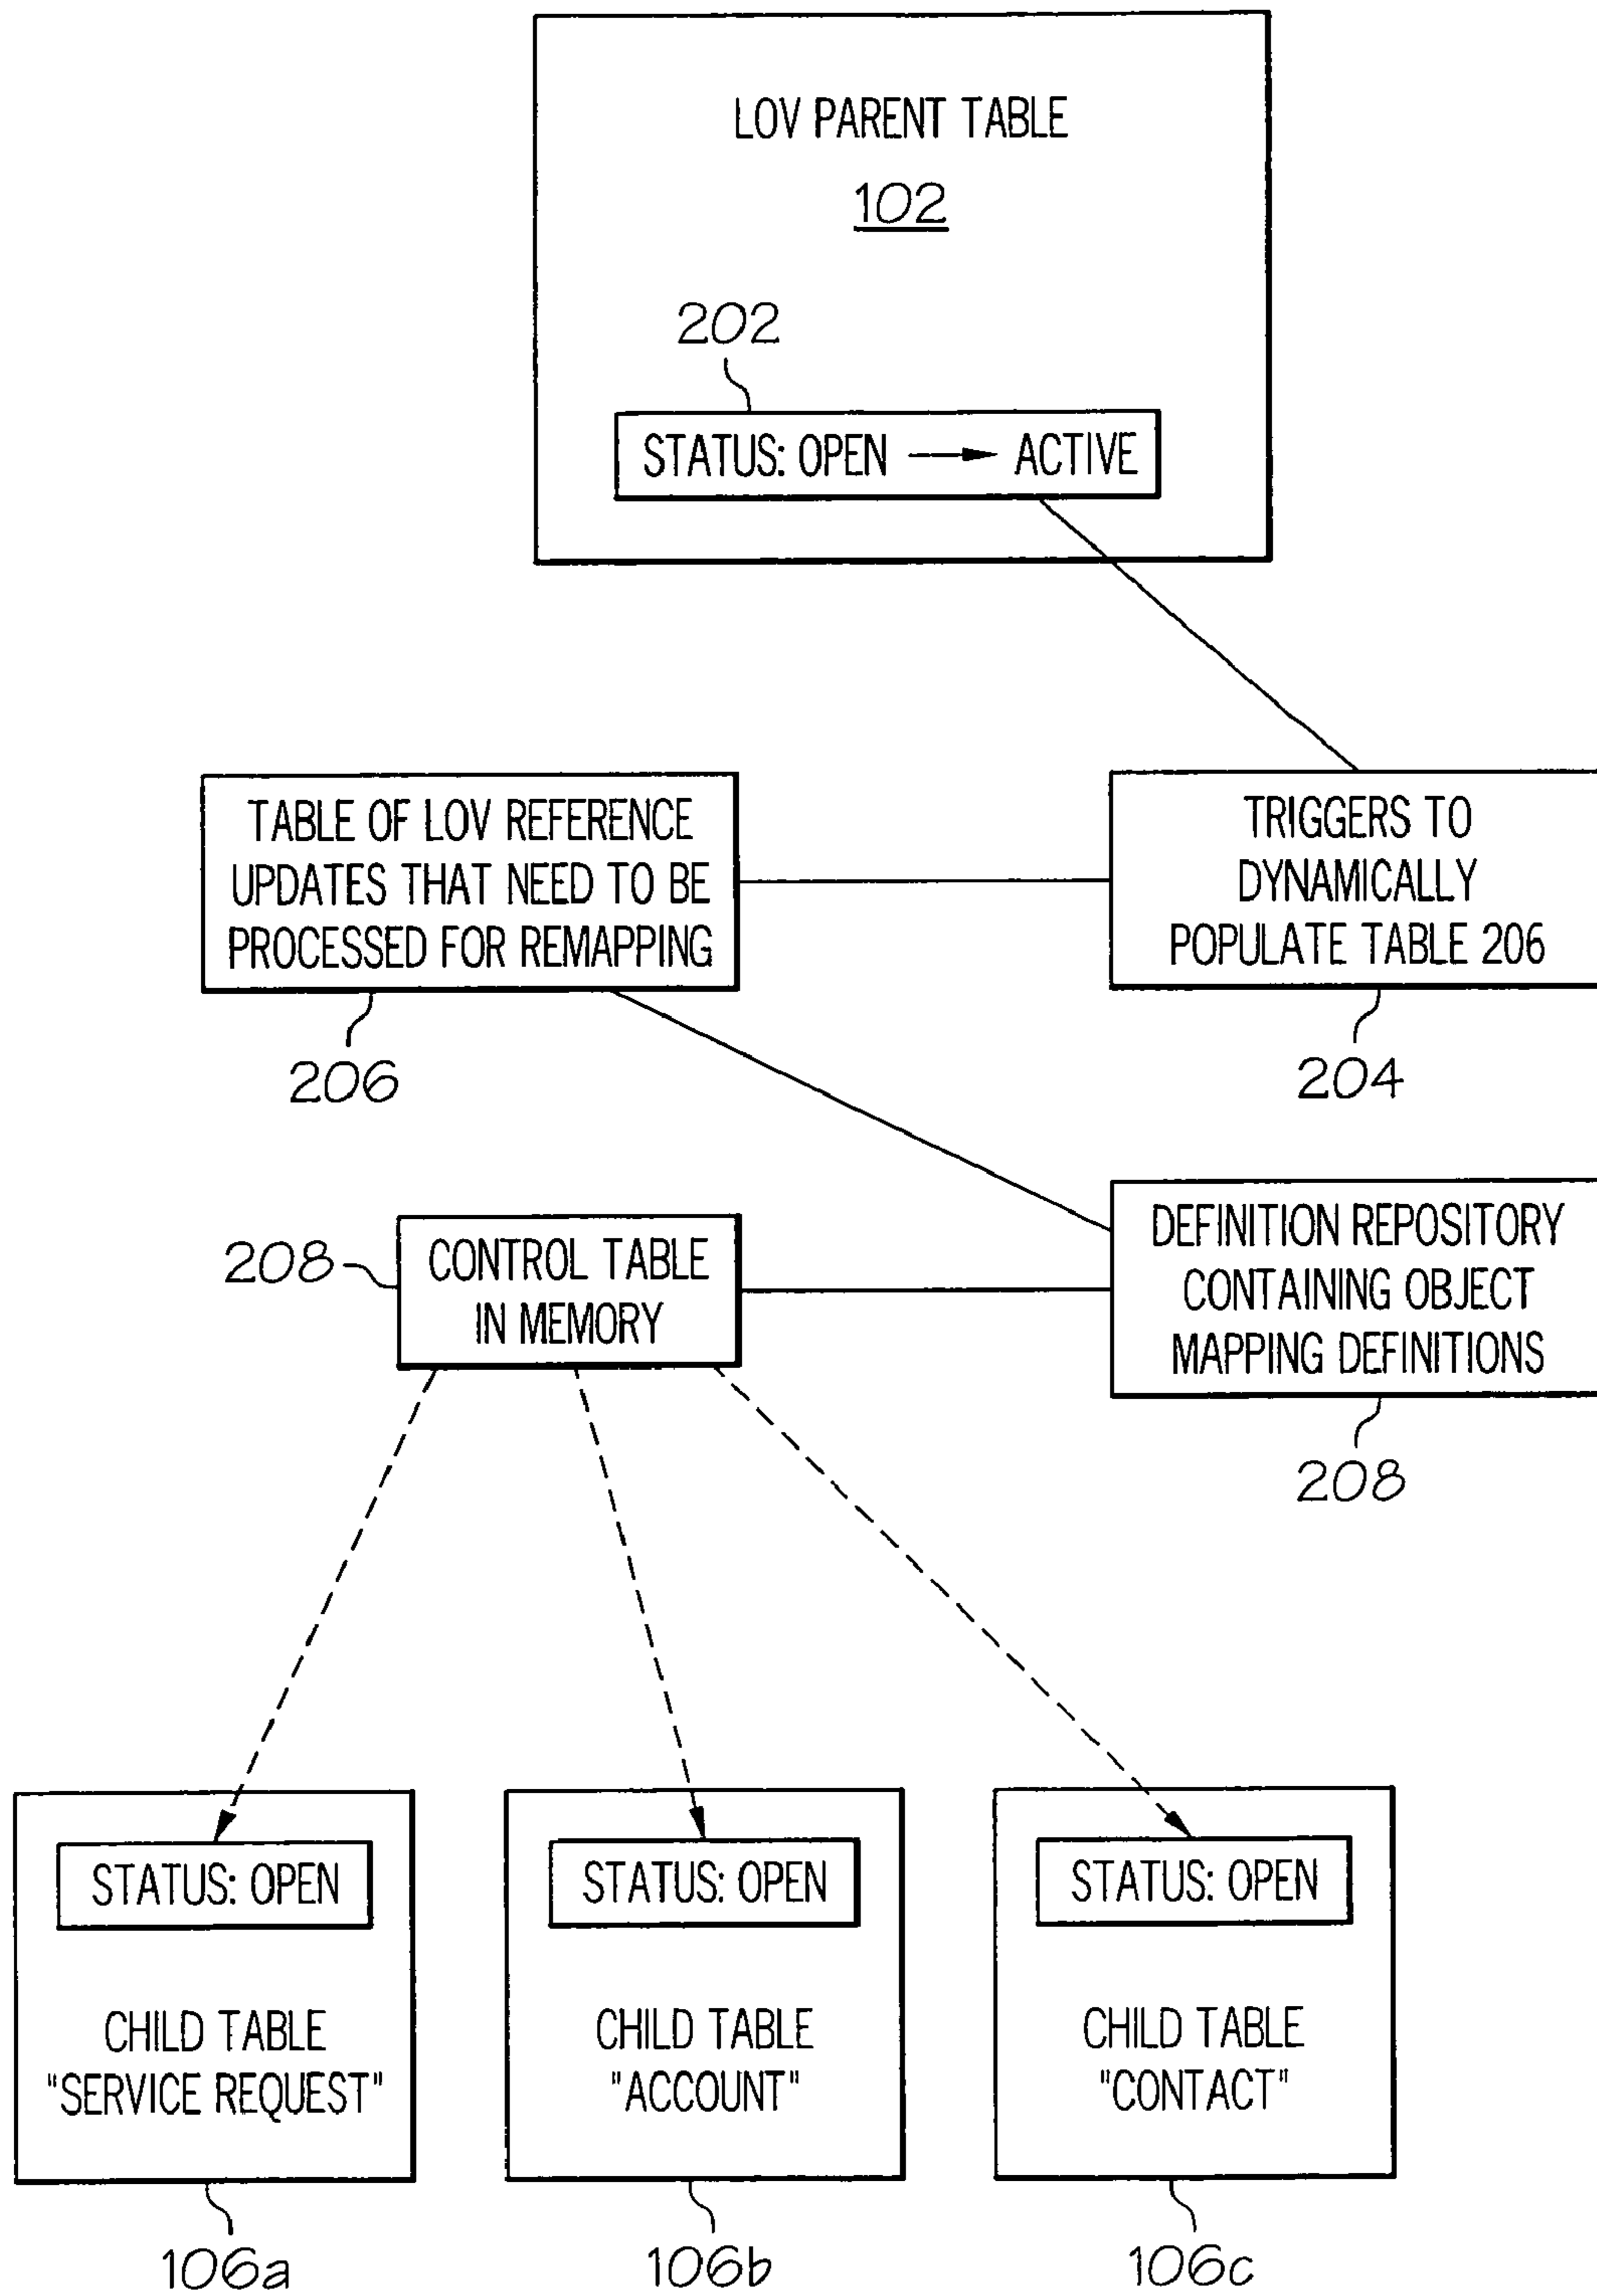 LOV PARENT TABLE
102
202
STATUS: OPEN → ACTIVE
TABLE OF LOV REFERENCE
UPDATES THAT NEED TO BE
PROCESSED FOR REMAPPING
206
TRIGGERS TO
DYNAMICALLY
POPULATE TABLE 206
204
208
CONTROL TABLE
IN MEMORY
DEFINITION REPOSITORY
CONTAINING OBJECT
MAPPING DEFINITIONS
208
STATUS: OPEN
CHILD TABLE
"SERVICE REQUEST"
106a
STATUS: OPEN
CHILD TABLE
"ACCOUNT"
106b
STATUS: OPEN
CHILD TABLE
"CONTACT"
106c